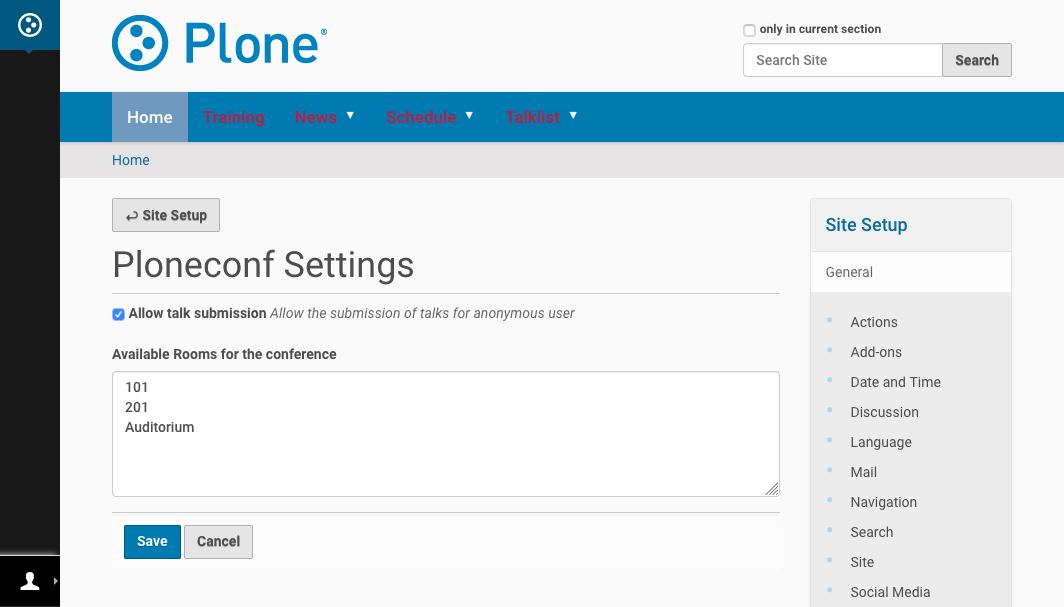 Plone®
only in current section
Search Site
Search
Home
Training
News ▼
Schedule ▼
Talklist ▼
Home
Site Setup
Ploneconf Settings
Allow talk submission Allow the submission of talks for anonymous user
Available Rooms for the conference
101
201
Auditorium
Save
Cancel
Site Setup
General
Actions
Add-ons
Date and Time
Discussion
Language
Mail
Navigation
Search
Site
Social Media